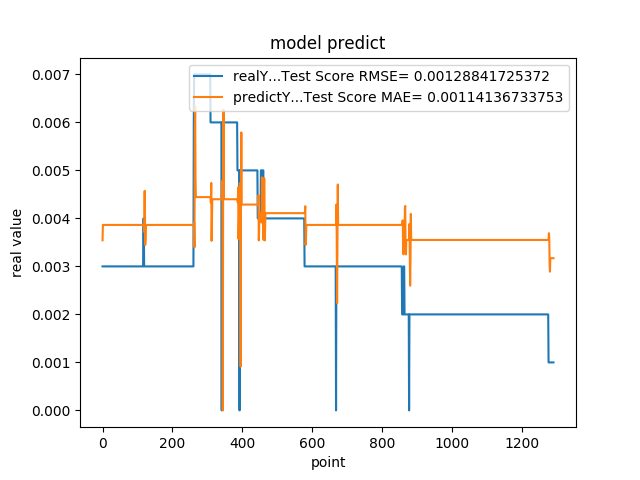 model predict
realY...Test Score RMSE= 0.00128841725372
predictY...Test Score MAE= 0.00114136733753
0.007
0.006
0.005
0.004
0.003
0.002
0.001
0.000
real value
0 200 400 600 800 1000 1200
point